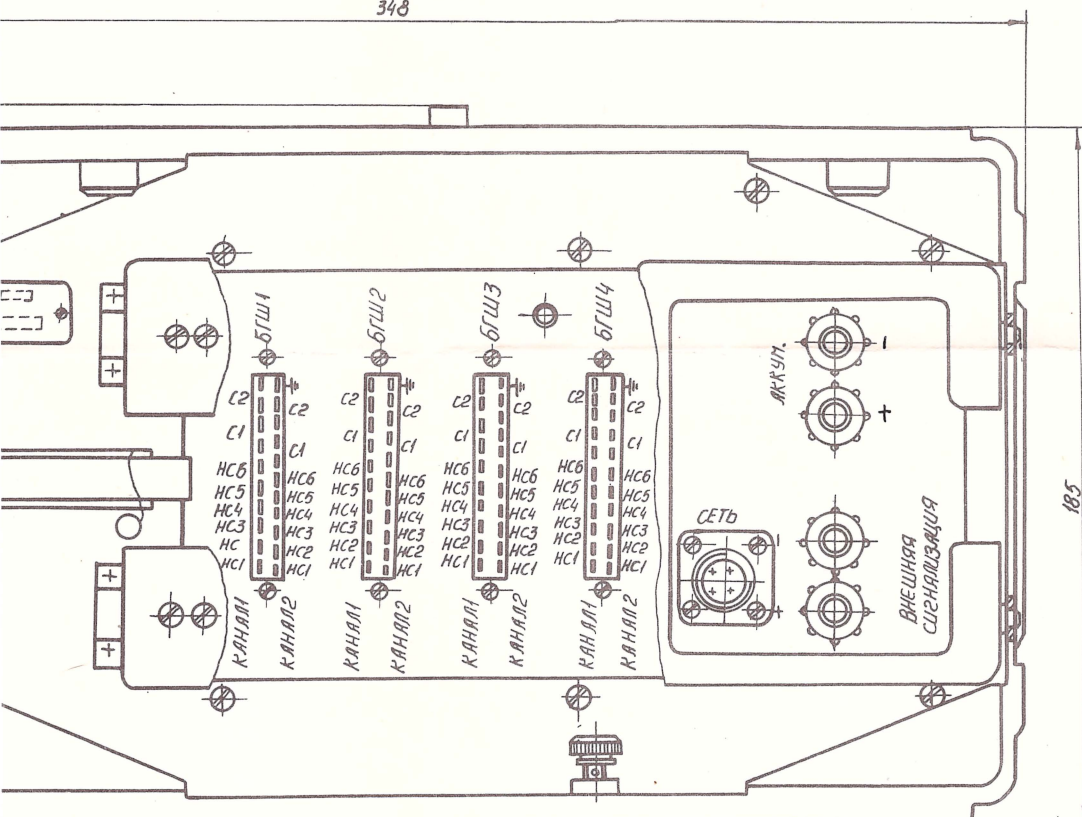 348
185
БГШ1
БГШ2
БГШ3
БГШ4
С2
С1
НС6
НС5
НС4
НС3
НС
НС1
С2
С1
НС6
НС5
НС4
НС3
НС2
НС1
С2
С1
НС6
НС5
НС4
НС3
НС2
НС1
С2
С1
НС6
НС5
НС4
НС3
НС2
НС1
С2
С1
НС6
НС5
НС4
НС3
НС2
НС1
С2
С1
НС6
НС5
НС4
НС3
НС2
НС1
С2
С1
НС6
НС5
НС4
НС3
НС2
НС1
С2
С1
НС6
НС5
НС4
НС3
НС2
НС1
КАНАЛ1
КАНАЛ2
КАНАЛ1
КАНАЛ2
КАНАЛ1
КАНАЛ2
КАНАЛ1
КАНАЛ2
АККУМ.
-
+
СЕТЬ
-
+
ВНЕШНЯЯ
СИГНАЛИЗАЦИЯ